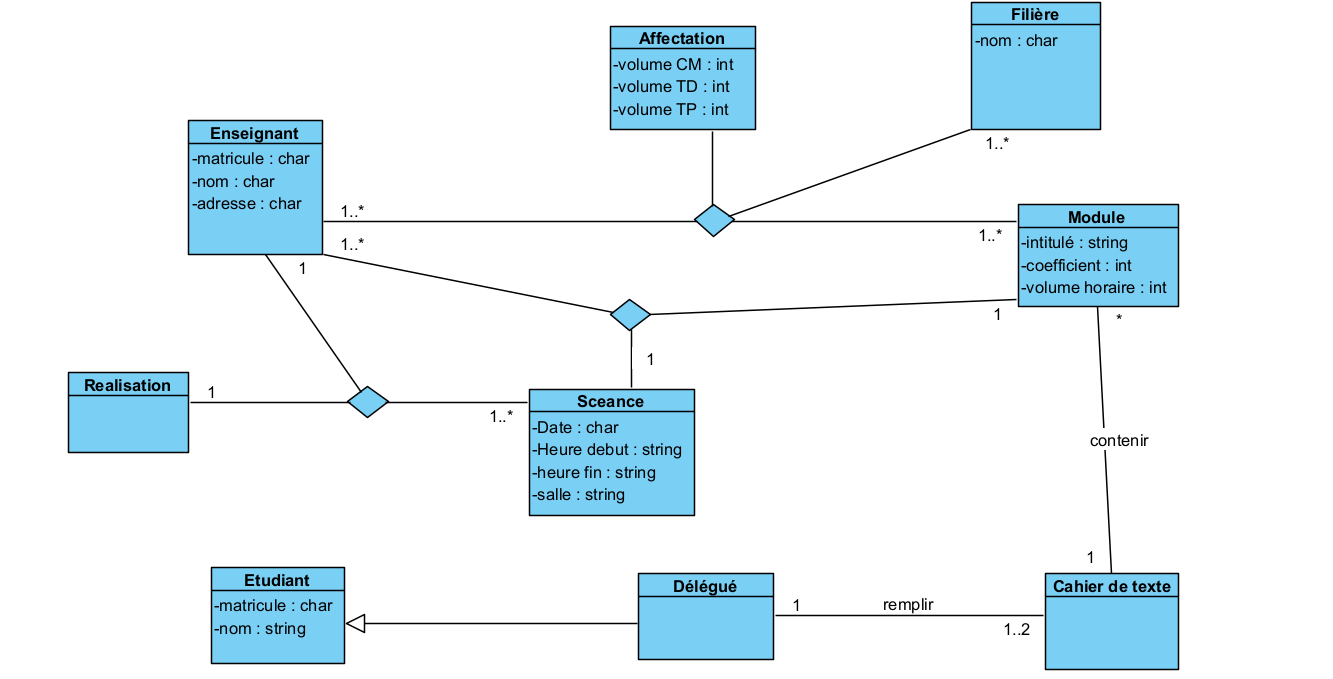 Filière
-nom : char
Affectation
-volume CM : int
-volume TD : int
-volume TP : int
Enseignant
-matricule : char
-nom : char
-adresse : char
1..*
1..*
1..*
1..*
1
Module
-intitulé : string
-coefficient : int
-volume horaire : int
1
*
1
Realisation
1
1..*
Sceance
-Date : char
-Heure debut : string
-heure fin : string
-salle : string
contenir
1
Etudiant
-matricule : char
-nom : string
Délégué
1
remplir
1..2
Cahier de texte